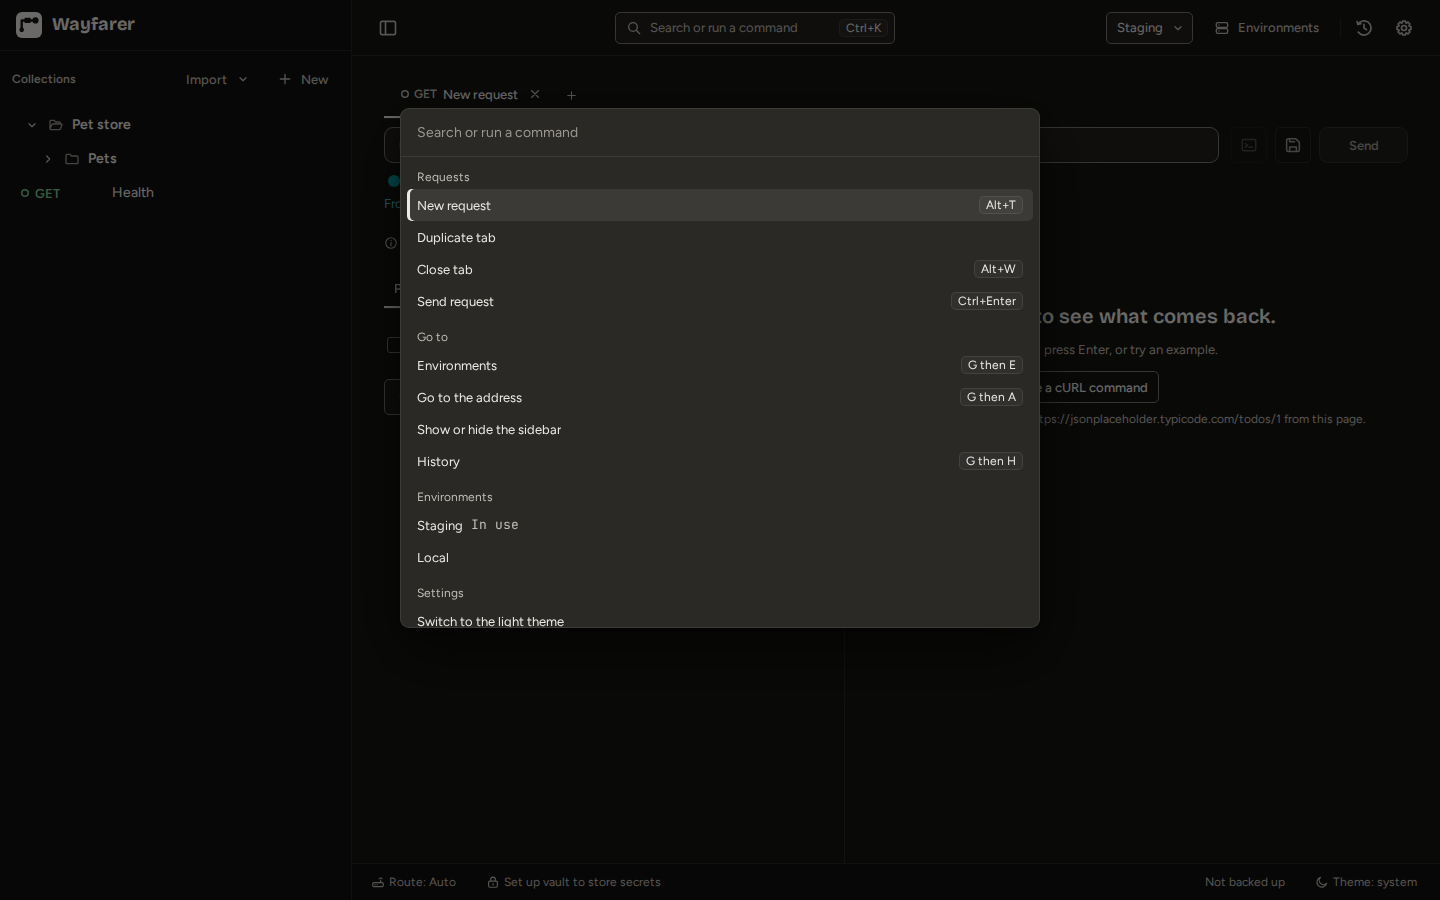 Wayfarer
Search or run a command Ctrl+K
Staging
Environments
Collections
Import
New
GET New request
Pet store
Pets
GET Health
Send
Search or run a command
Requests
New request Alt+T
Duplicate tab
Close tab Alt+W
Send request Ctrl+Enter
Go to
Environments G then E
Go to the address G then A
Show or hide the sidebar
History G then H
Environments
Staging In use
Local
Settings
Switch to the light theme
to see what comes back.
press Enter, or try an example.
a cURL command
https://jsonplaceholder.typicode.com/todos/1 from this page.
Route: Auto
Set up vault to store secrets
Not backed up
Theme: system